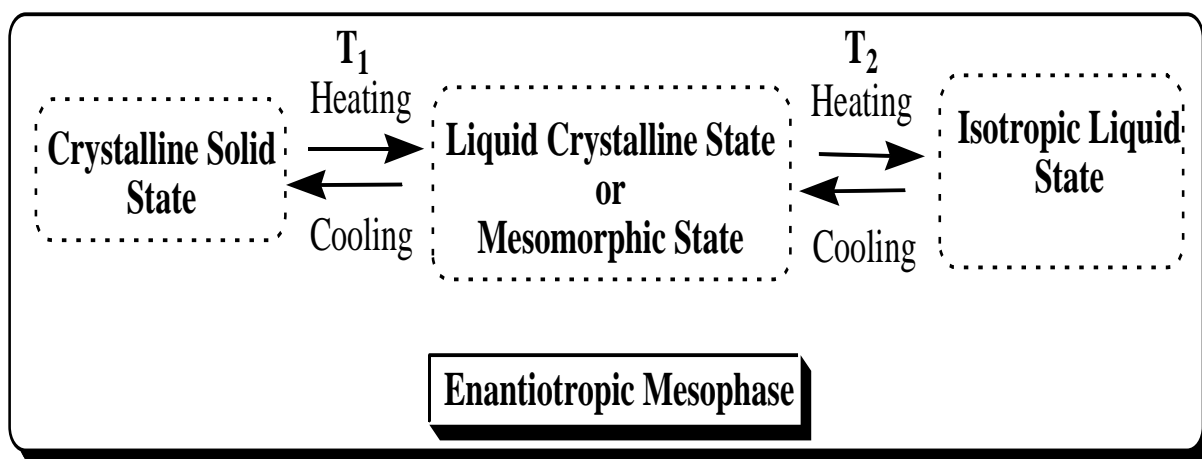 T1
Heating
Crystalline Solid
State
Cooling
Liquid Crystalline State
or
Mesomorphic State
T2
Heating
Cooling
Isotropic Liquid
State
Enantiotropic Mesophase